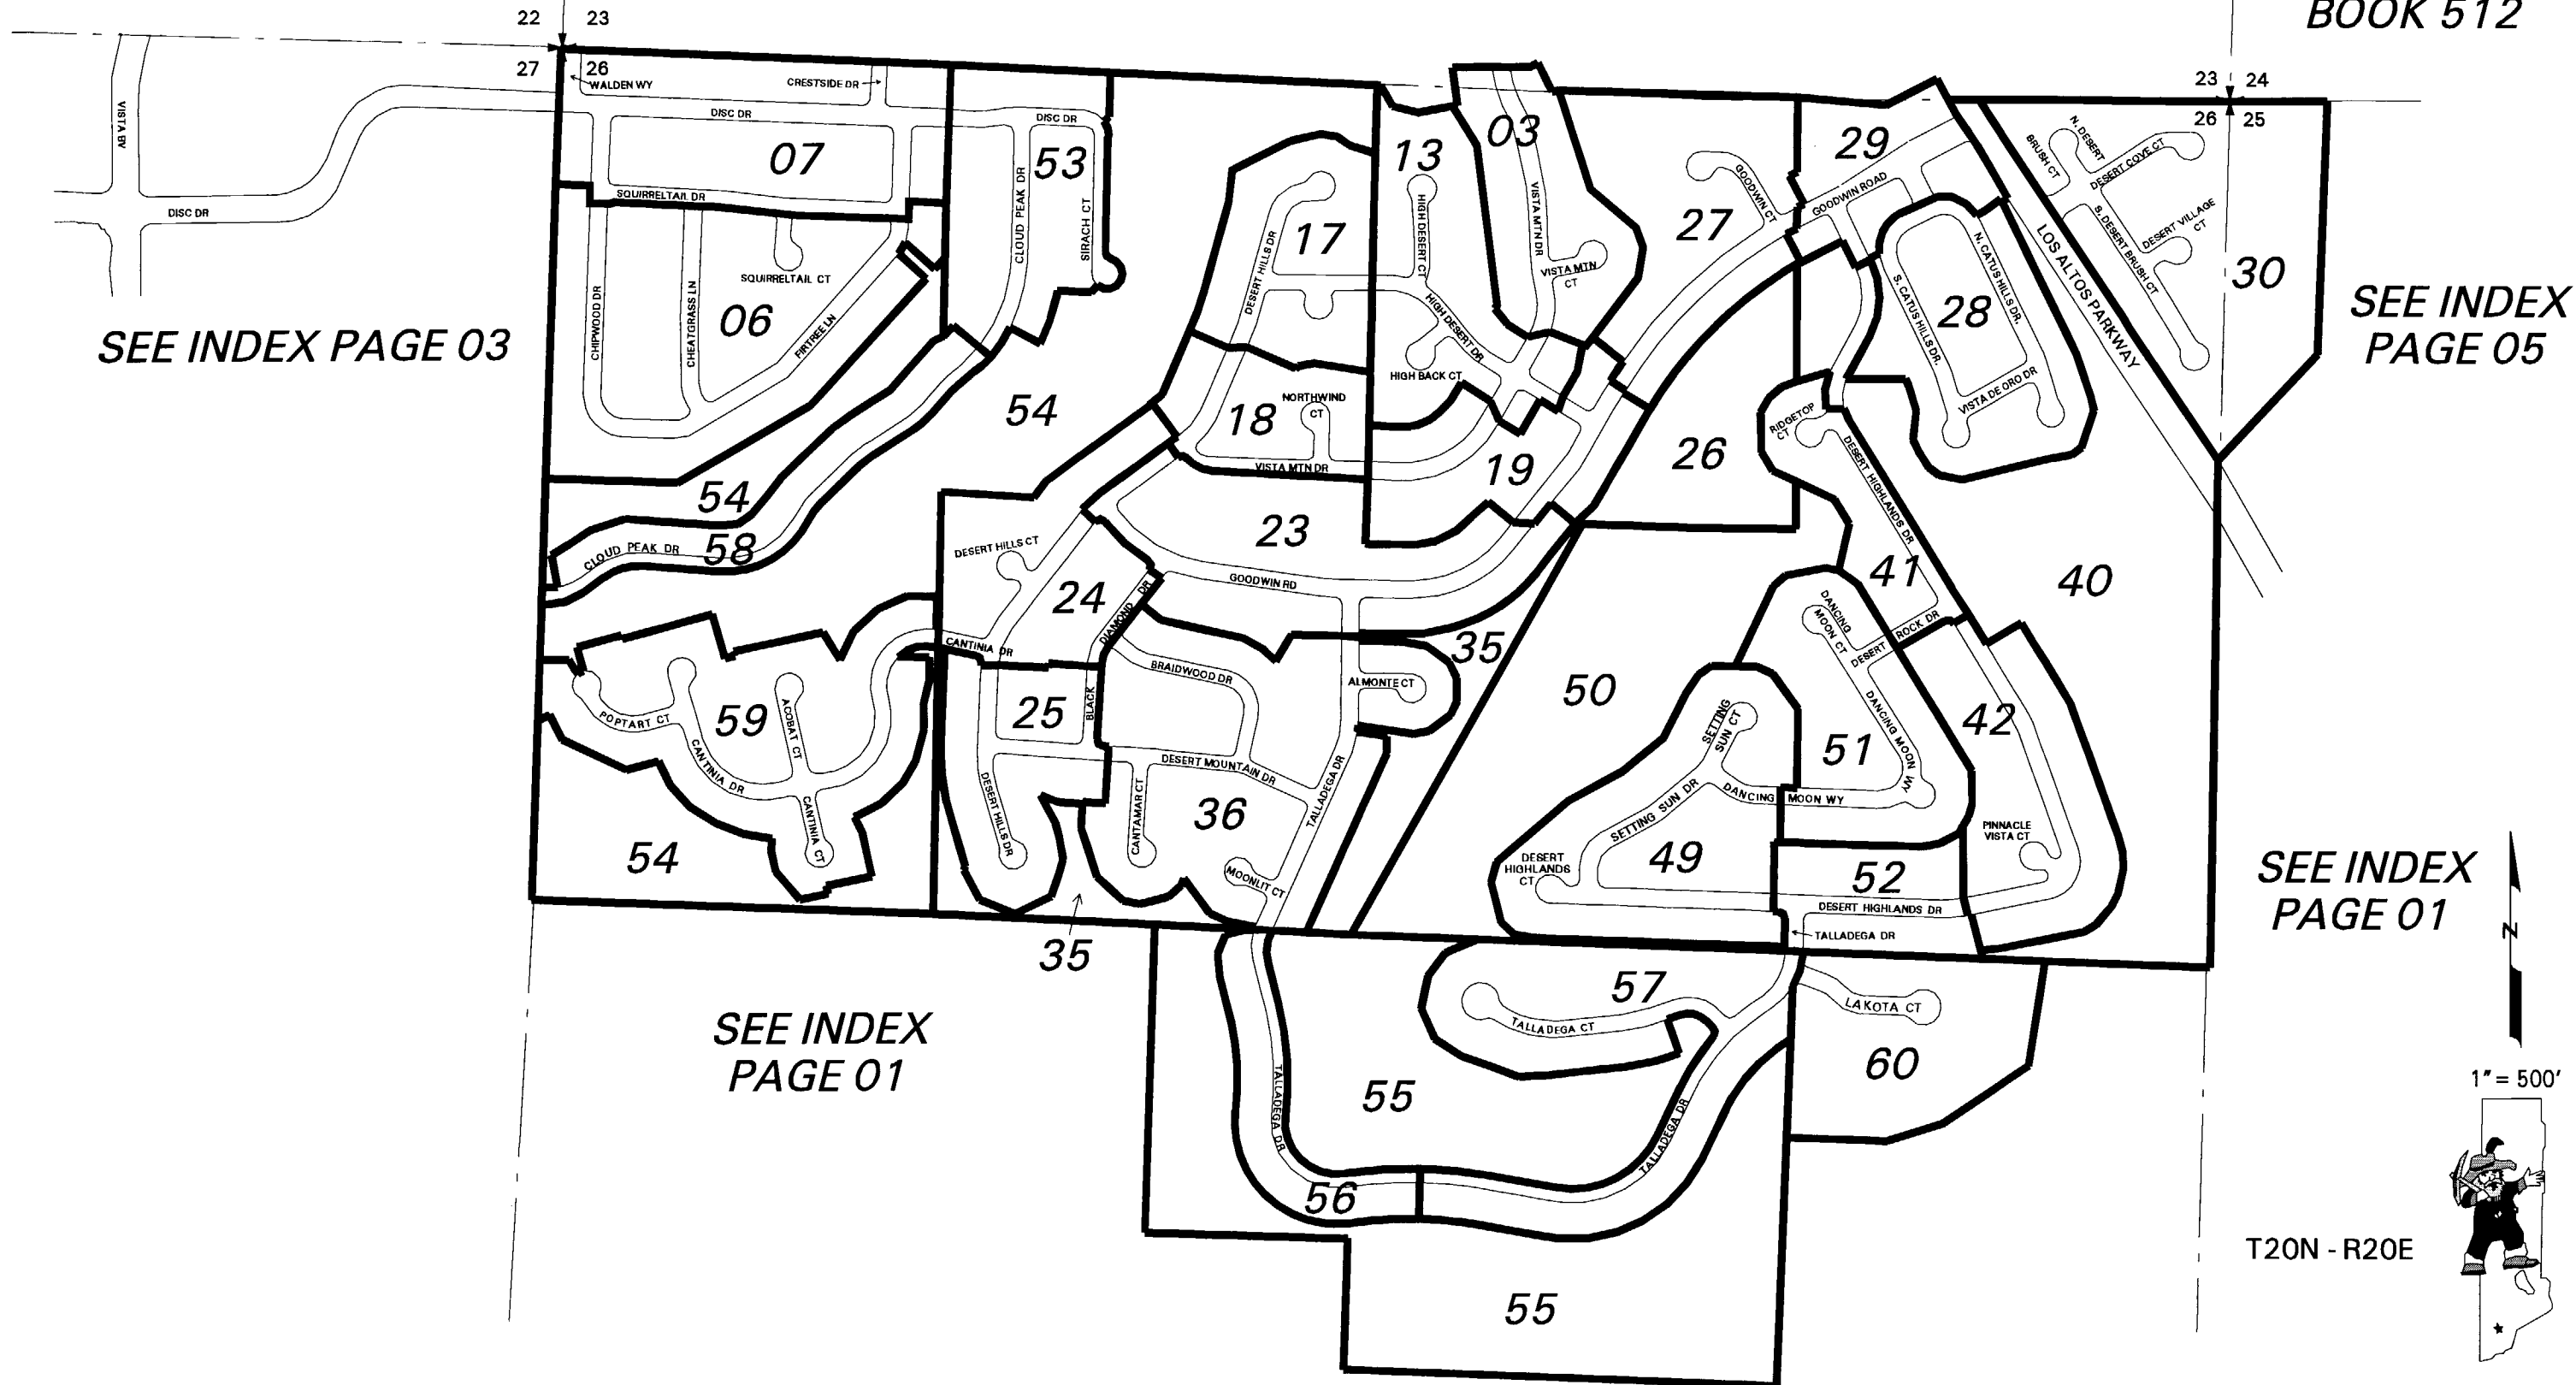 22 23
BOOK 512
27 26
23 24
26 25
WALDEN WY
CRESTSIDE DR
VISTA BV
DISC DR
DISC DR
DISC DR
07
53
13
03
29
N. DESERT
BRUSH CT
DESERT COVE CT
SQUIRRELTAIL DR
CLOUD PEAK DR
SIRACH CT
17
HIGH DESERT CT
VISTA MTN DR
27
GOODWIN CT
GOODWIN ROAD
S. DESERT BRUSH CT
DESERT VILLAGE
CT
SQUIRRELTAIL CT
CHIPWOOD DR
CHEATGRASS LN
06
FIRTREE LN
DESERT HILLS DR
VISTA MTN
CT
HIGH DESERT DR
HIGH BACK CT
N. CATUS HILLS DR.
S. CATUS HILLS DR.
28
LOS ALTOS PARKWAY
30
SEE INDEX PAGE 03
SEE INDEX
PAGE 05
VISTA DE ORO DR
54
18
NORTHWIND
CT
VISTA MTN DR
19
26
RIDGETOP
CT
DESERT HIGHLANDS DR
54
58
CLOUD PEAK DR
23
DESERT HILLS CT
24
GOODWIN RD
41
40
DIAMOND DR
CANTINIA DR
35
DANCING
MOON CT
DESERT ROCK DR
BRAIDWOOD DR
ALMONTE CT
50
25
BLACK
59
POPTART CT
ACOBAT CT
CANTINIA DR
SETTING
SUN CT
51
DANCING MOON WY
42
DESERT MOUNTAIN DR
DESERT HILLS DR
CANTAMAR CT
36
TALLADEGA DR
SETTING SUN DR
DANCING MOON WY
CANTINIA CT
54
49
DESERT
HIGHLANDS
CT
52
PINNACLE
VISTA CT
MOONLIT CT
DESERT HIGHLANDS DR
TALLADEGA DR
SEE INDEX
PAGE 01
N
35
57
TALLADEGA CT
LAKOTA CT
SEE INDEX
PAGE 01
60
55
TALLADEGA DR
TALLADEGA DR
1" = 500'
56
T20N - R20E
55